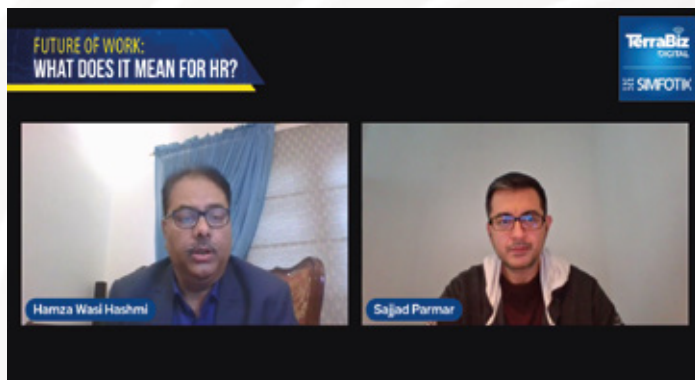 FUTURE OF WORK:
WHAT DOES IT MEAN FOR HR?
TerraBiz
DIGITAL
SIMFOTIK
Hamza Wasi Hashmi
Sajjad Parmar